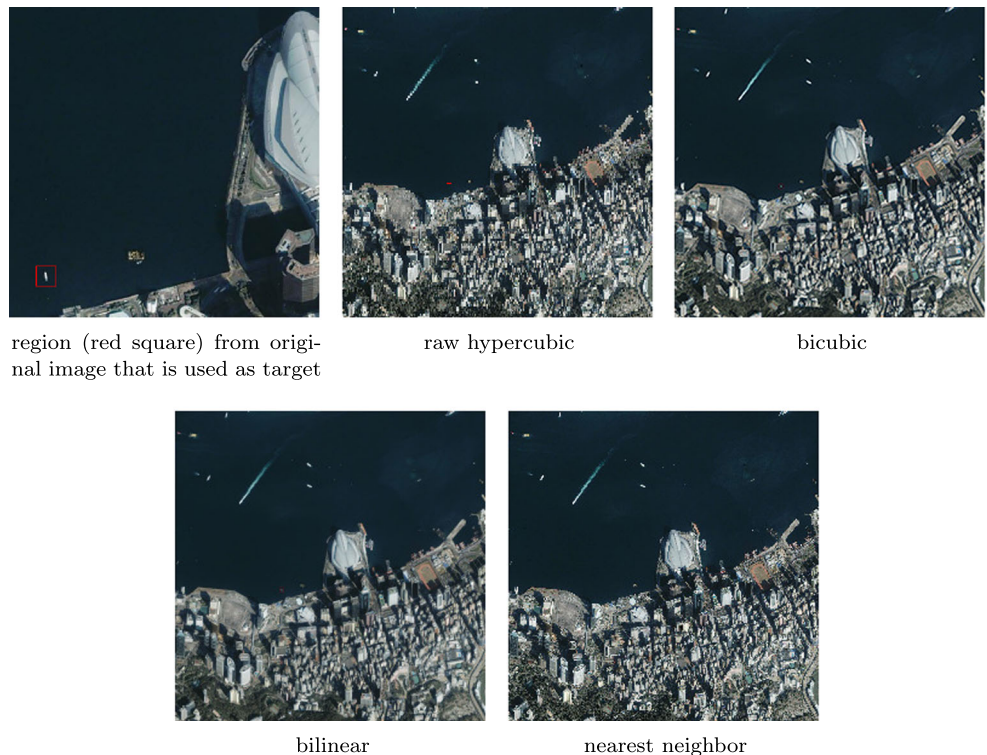 region (red square) from origi-
nal image that is used as target
raw hypercubic
bicubic
bilinear
nearest neighbor